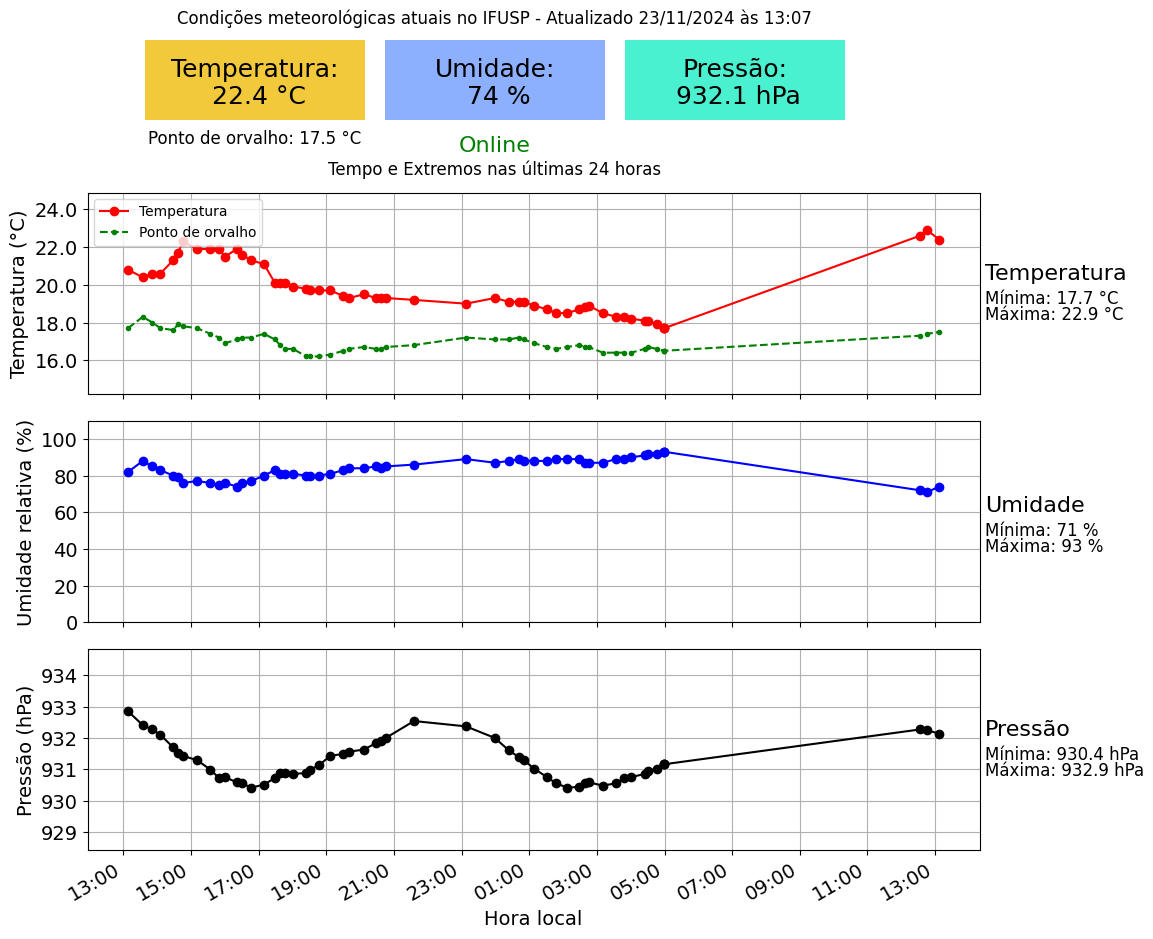 Condições meteorológicas atuais no IFUSP - Atualizado 23/11/2024 às 13:07
Temperatura:
22.4 °C
Umidade:
74 %
Pressão:
932.1 hPa
Ponto de orvalho: 17.5 °C
Online
Tempo e Extremos nas últimas 24 horas
Temperatura (°C)
24.0
22.0
20.0
18.0
16.0
Temperatura
Ponto de orvalho
Temperatura
Mínima: 17.7 °C
Máxima: 22.9 °C
Umidade relativa (%)
100
80
60
40
20
0
Umidade
Mínima: 71 %
Máxima: 93 %
Pressão (hPa)
934
933
932
931
930
929
Pressão
Mínima: 930.4 hPa
Máxima: 932.9 hPa
13:00
15:00
17:00
19:00
21:00
23:00
01:00
03:00
05:00
07:00
09:00
11:00
13:00
Hora local